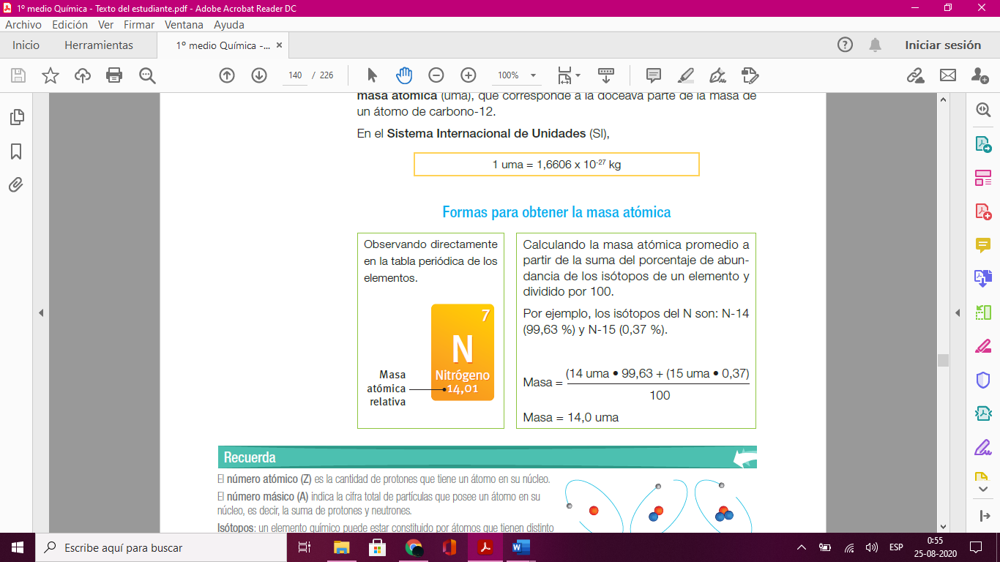 1º medio Química - Texto del estudiante.pdf - Adobe Acrobat Reader DC
Archivo Edición Ver Firmar Ventana Ayuda
Inicio Herramientas 1º medio Química -... × Iniciar sesión
140 / 226 100%
masa atómica (uma), que corresponde a la doceava parte de la masa de
un átomo de carbono-12.
En el Sistema Internacional de Unidades (SI),
1 uma = 1,6606 x 10⁻²⁷ kg
Formas para obtener la masa atómica
Observando directamente
en la tabla periódica de los
elementos.
7
N
Nitrógeno
14,01
Masa
atómica
relativa
Calculando la masa atómica promedio a
partir de la suma del porcentaje de abun-
dancia de los isótopos de un elemento y
dividido por 100.
Por ejemplo, los isótopos del N son: N-14
(99,63 %) y N-15 (0,37 %).
Masa = (14 uma • 99,63 + (15 uma • 0,37)
100
Masa = 14,0 uma
Recuerda
El número atómico (Z) es la cantidad de protones que tiene un átomo en su núcleo.
El número másico (A) indica la cifra total de partículas que posee un átomo en su
núcleo, es decir, la suma de protones y neutrones.
Isótopos: un elemento químico puede estar constituido por átomos que tienen distinto
Escribe aquí para buscar
ESP
0:55
25-08-2020